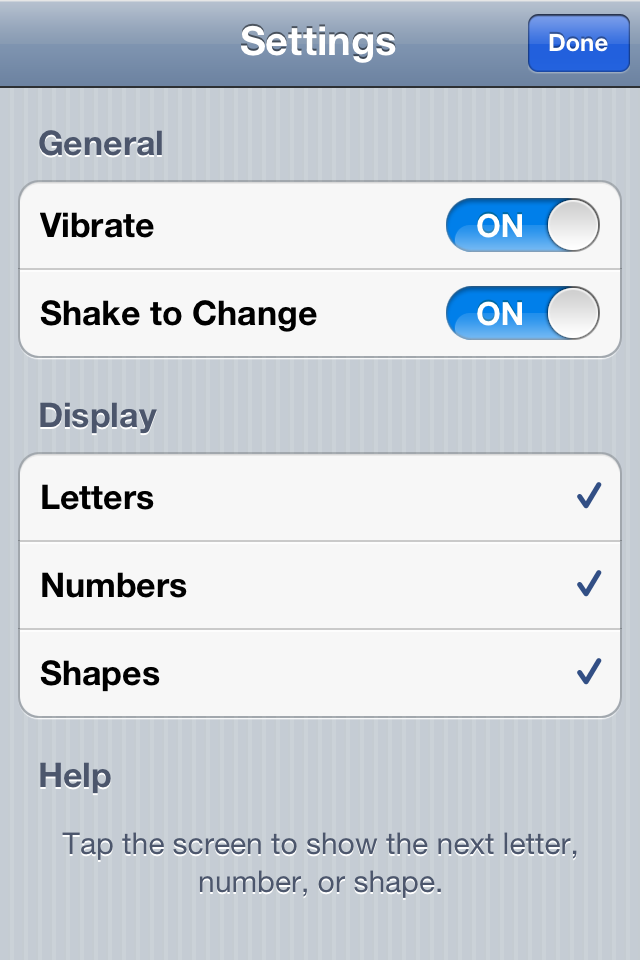 Settings
Done
General
Vibrate
ON
Shake to Change
ON
Display
Letters
Numbers
Shapes
Help
Tap the screen to show the next letter,
number, or shape.